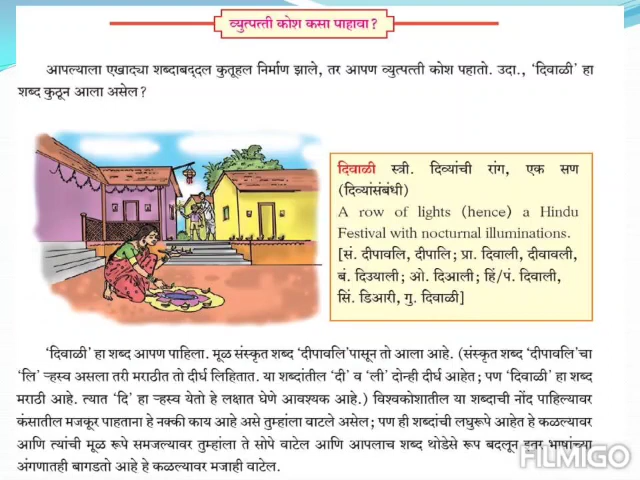 व्युत्पत्ती कोश कसा पाहावा?
आपल्याला एखाद्या शब्दाबद्दल कुतूहल निर्माण झाले, तर आपण व्युत्पत्ती कोश पहातो. उदा., ‘दिवाळी’ हा
शब्द कुठून आला असेल?
दिवाळी स्त्री. दिव्यांची रांग, एक सण
(दिव्यांसंबंधी)
A row of lights (hence) a Hindu
Festival with nocturnal illuminations.
[सं. दीपावलि, दीपालि; प्रा. दिवाली, दीवावली,
बं. दिउयाली; ओ. दिआली; हिं/पं. दिवाली,
सिं. डिआरी, गु. दिवाळी]
‘दिवाळी’ हा शब्द आपण पाहिला. मूळ संस्कृत शब्द ‘दीपावलि’पासून तो आला आहे. (संस्कृत शब्द ‘दीपावलि’चा
‘लि’ ऱ्हस्व असला तरी मराठीत तो दीर्घ लिहितात. या शब्दांतील ‘दी’ व ‘ली’ दोन्ही दीर्घ आहेत; पण ‘दिवाळी’ हा शब्द
मराठी आहे. त्यात ‘दि’ हा ऱ्हस्व येतो हे लक्षात घेणे आवश्यक आहे.) विश्वकोशातील या शब्दाची नोंद पाहिल्यावर
कंसातील मजकूर पाहताना हे नक्की काय आहे असे तुम्हांला वाटले असेल; पण ही शब्दांची लघुरूपे आहेत हे कळल्यावर
आणि त्यांची मूळ रूपे समजल्यावर तुम्हांला ते सोपे वाटेल आणि आपलाच शब्द थोडेसे रूप बदलून इतर भाषांच्या
अंगणातही बागडतो आहे हे कळल्यावर मजाही वाटेल.
FILMIGO